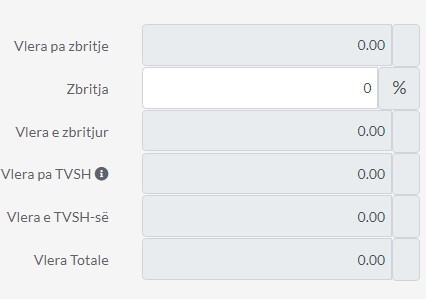 Vlera pa zbritje 0.00
Zbritja 0 %
Vlera e zbritjur 0.00
Vlera pa TVSH 0.00
Vlera e TVSH-së 0.00
Vlera Totale 0.00